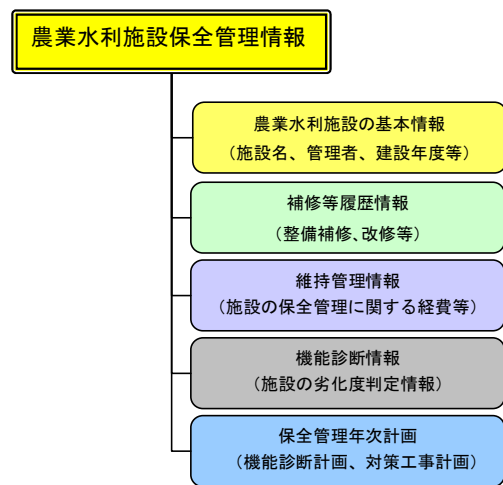 農業水利施設保全管理情報
農業水利施設の基本情報
（施設名、管理者、建設年度等）
補修等履歴情報
（整備補修､改修等）
維持管理情報
（施設の保全管理に関する経費等）
機能診断情報
（施設の劣化度判定情報）
保全管理年次計画
（機能診断計画、対策工事計画）